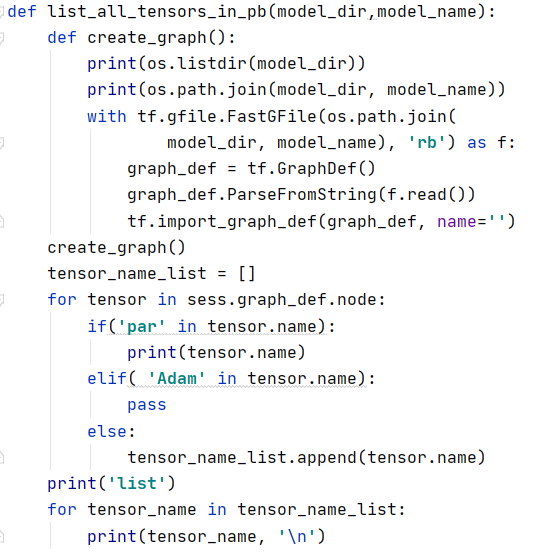 def list_all_tensors_in_pb(model_dir,model_name):
    def create_graph():
        print(os.listdir(model_dir))
        print(os.path.join(model_dir, model_name))
        with tf.gfile.FastGFile(os.path.join(
                model_dir, model_name), 'rb') as f:
            graph_def = tf.GraphDef()
            graph_def.ParseFromString(f.read())
            tf.import_graph_def(graph_def, name='')
    create_graph()
    tensor_name_list = []
    for tensor in sess.graph_def.node:
        if('par' in tensor.name):
            print(tensor.name)
        elif( 'Adam' in tensor.name):
            pass
        else:
            tensor_name_list.append(tensor.name)
    print('list')
    for tensor_name in tensor_name_list:
        print(tensor_name, '\n')